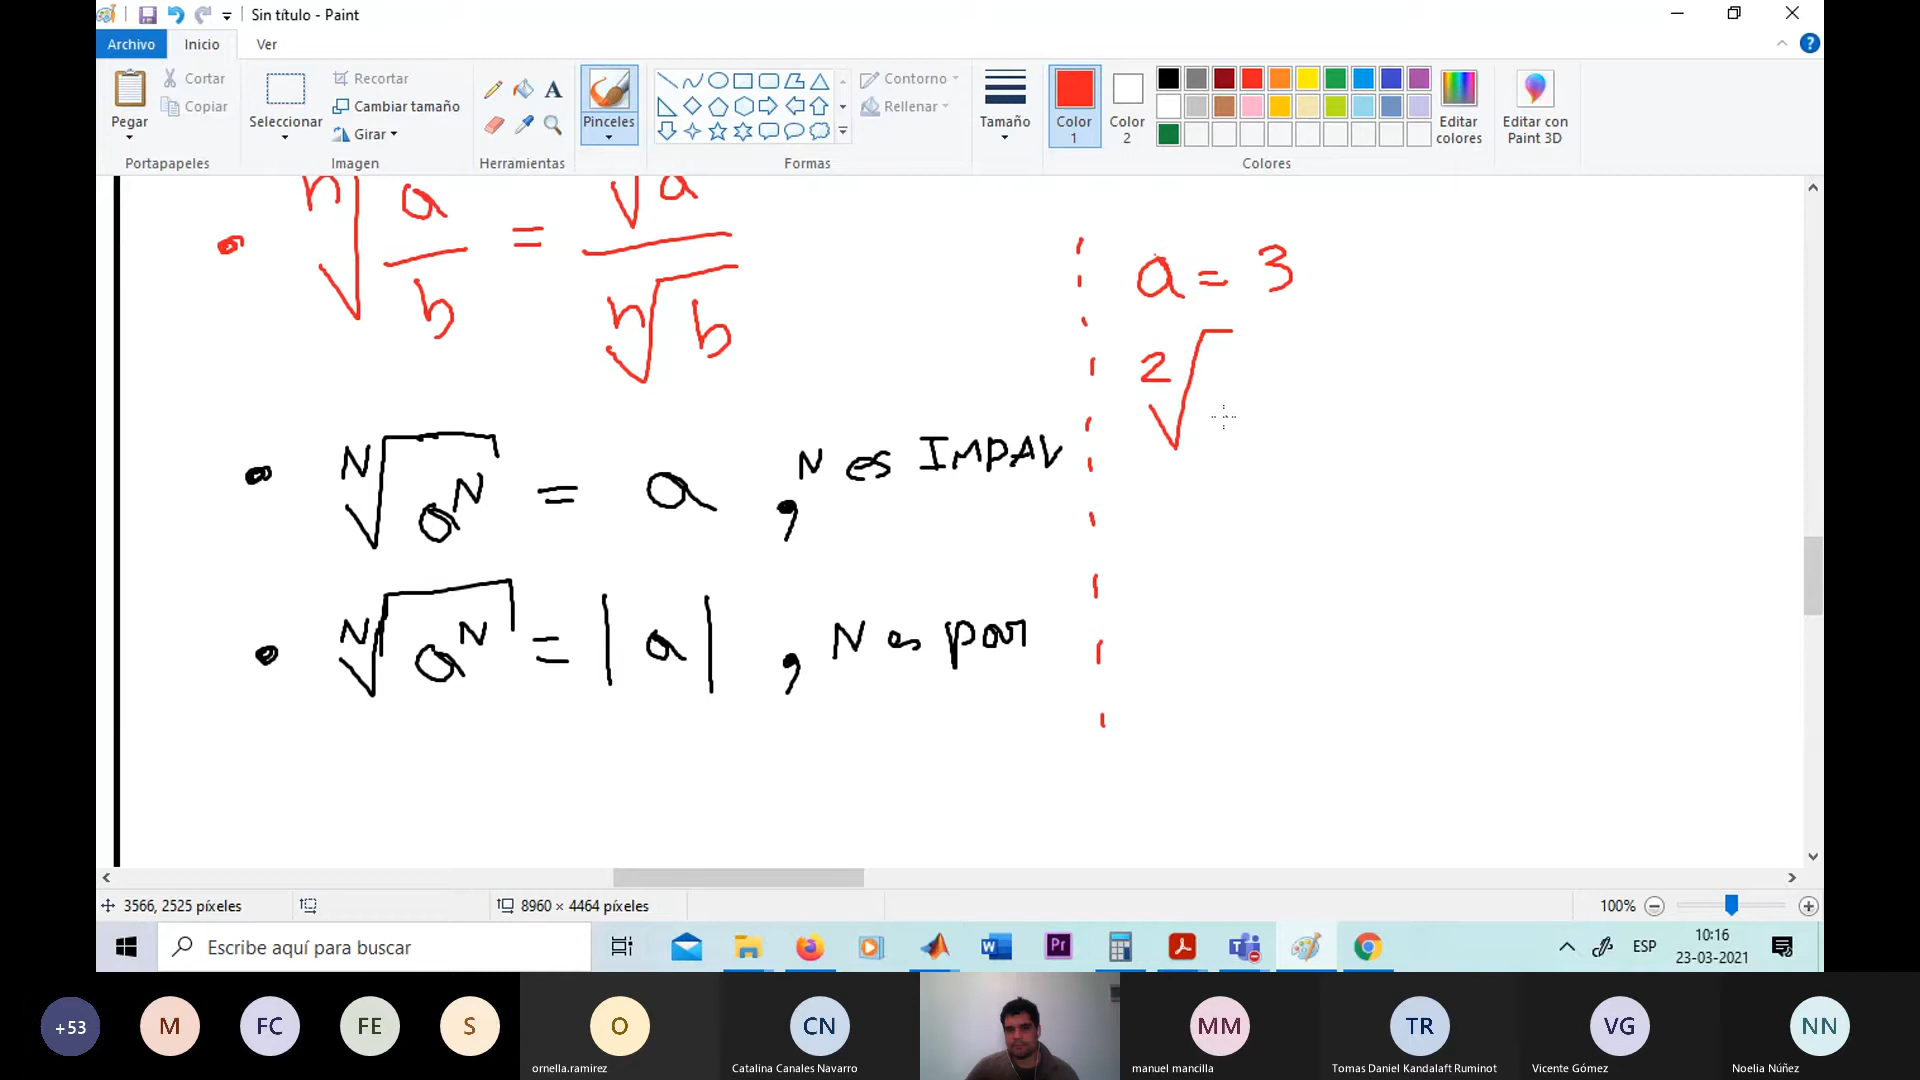 Sin título - Paint
Archivo Inicio Ver
Pegar
Cortar
Copiar
Portapapeles
Seleccionar
Recortar
Cambiar tamaño
Girar
Imagen
A
Herramientas
Pinceles
Contorno
Rellenar
Formas
Tamaño
Color 1
Color 2
Editar colores
Editar con Paint 3D
Colores
n√(a/b) = √a / n√b
N√(a^N) = a , N es IMPAr
N√(a^N) = |a| , N es par
a = 3
2√
3566, 2525 píxeles
8960 × 4464 píxeles
100%
Escribe aquí para buscar
W
Pr
ESP
10:16
23-03-2021
+53
M
FC
FE
S
O
ornella.ramirez
CN
Catalina Canales Navarro
MM
manuel mancilla
TR
Tomas Daniel Kandalaft Ruminot
VG
Vicente Gómez
NN
Noelia Núñez